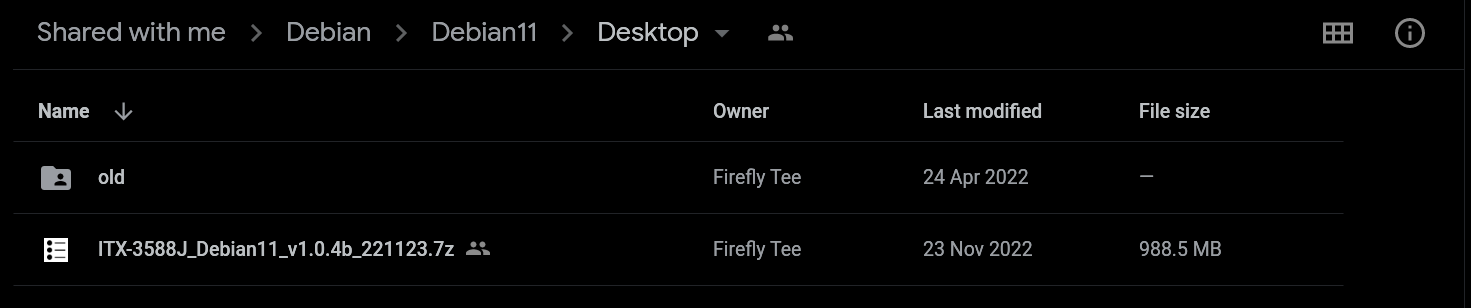 Shared with me > Debian > Debian11 > Desktop
Name Owner Last modified File size
old Firefly Tee 24 Apr 2022 —
ITX-3588J_Debian11_v1.0.4b_221123.7z Firefly Tee 23 Nov 2022 988.5 MB